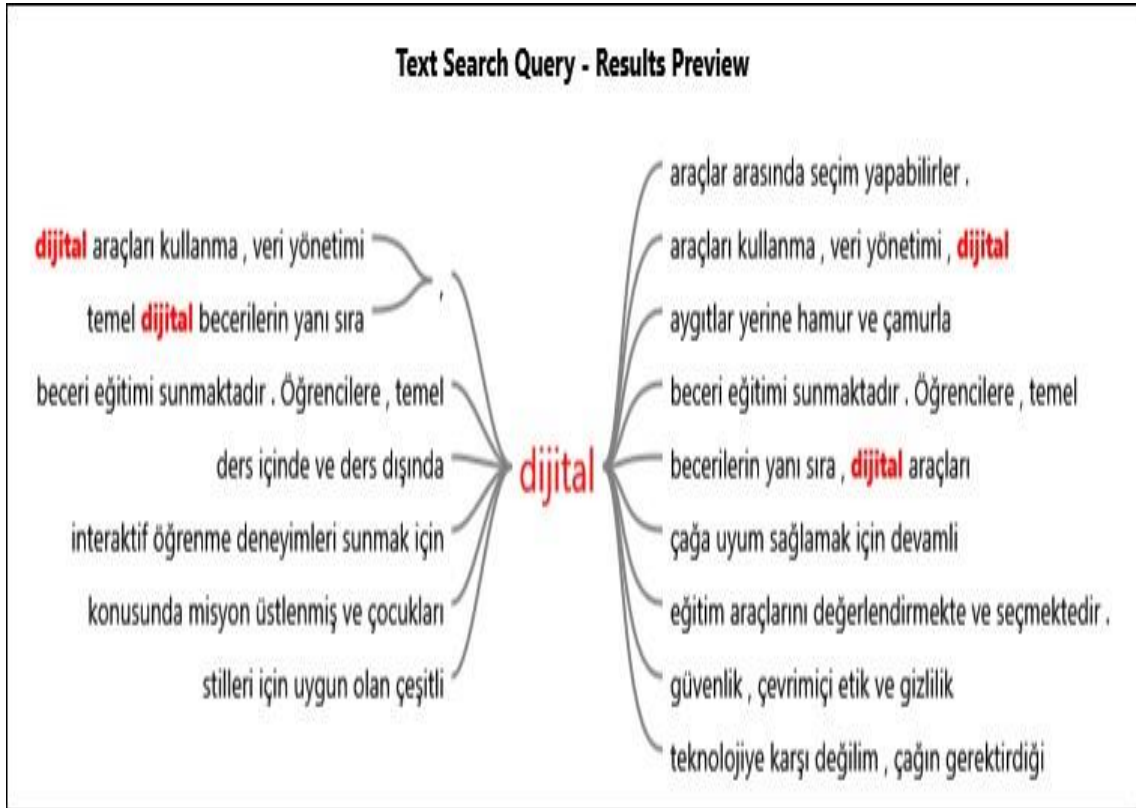 Text Search Query - Results Preview
dijital araçları kullanma , veri yönetimi
temel dijital becerilerin yanı sıra
,
beceri eğitimi sunmaktadır . Öğrencilere , temel
ders içinde ve ders dışında
interaktif öğrenme deneyimleri sunmak için
konusunda misyon üstlenmiş ve çocukları
stilleri için uygun olan çeşitli
dijital
araçlar arasında seçim yapabilirler .
araçları kullanma , veri yönetimi , dijital
aygıtlar yerine hamur ve çamurla
beceri eğitimi sunmaktadır . Öğrencilere , temel
becerilerin yanı sıra , dijital araçları
çağa uyum sağlamak için devamli
eğitim araçlarını değerlendirmekte ve seçmektedir .
güvenlik , çevrimiçi etik ve gizlilik
teknolojiye karşı değilim , çağın gerektirdiği